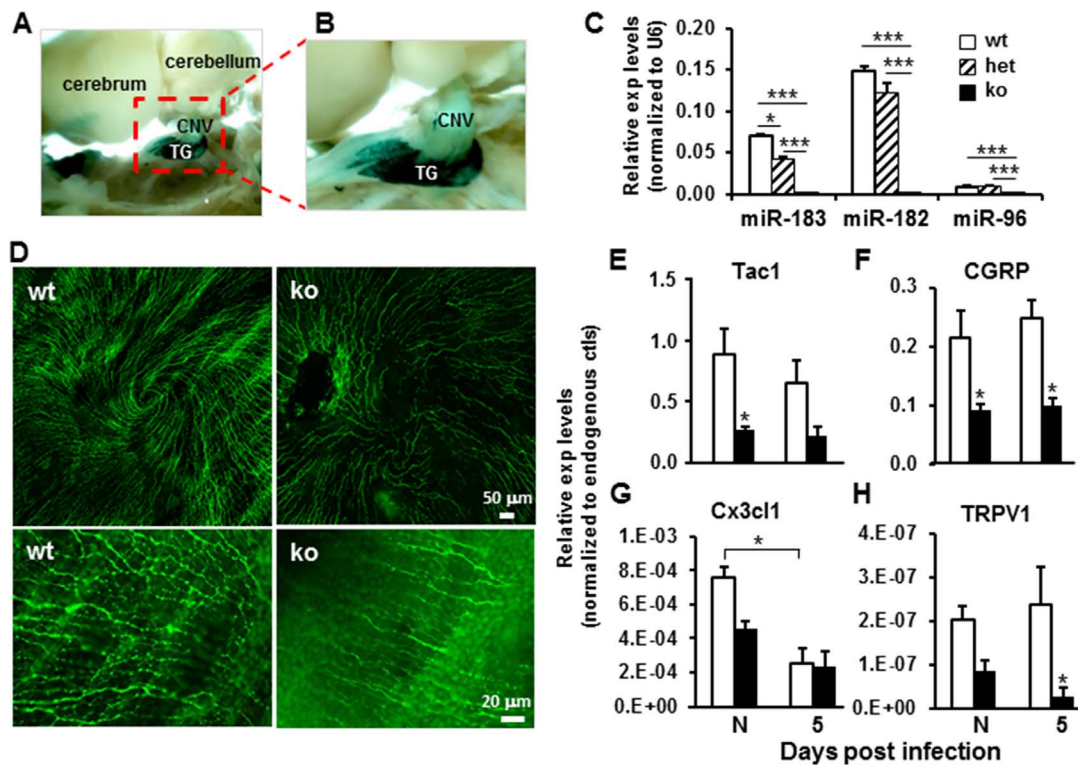 A
cerebrum
cerebellum
CNV
TG
B
CNV
TG
C
Relative exp levels
(normalized to U6)
0.20
0.15
0.10
0.05
0.00
***
*
***
***
***
***
***
wt
het
ko
miR-183
miR-182
miR-96
D
wt
ko
50 µm
wt
ko
20 µm
Relative exp levels
(normalized to endogenous ctls)
E
Tac1
1.5
1.0
0.5
0.0
*
F
CGRP
0.3
0.2
0.1
0.0
*
*
G
Cx3cl1
1.E-03
8.E-04
6.E-04
4.E-04
2.E-04
0.E+00
*
N
5
H
TRPV1
4.E-07
3.E-07
2.E-07
1.E-07
0.E+00
*
N
5
Days post infection